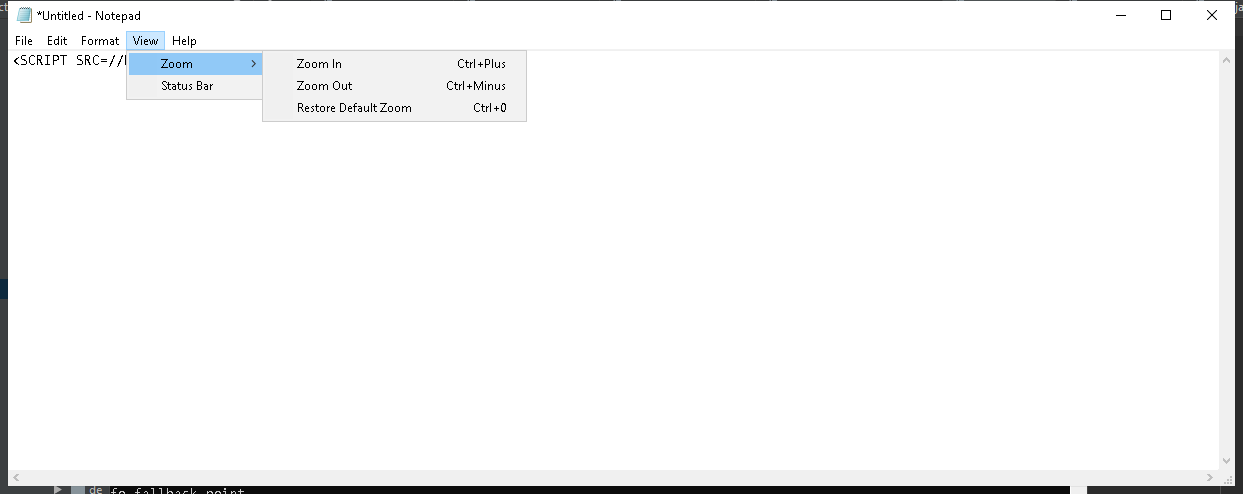 *Untitled - Notepad
File Edit Format View Help
<SCRIPT SRC=//
Zoom Zoom In Ctrl+Plus
Status Bar Zoom Out Ctrl+Minus
Restore Default Zoom Ctrl+0
de fo fallback point